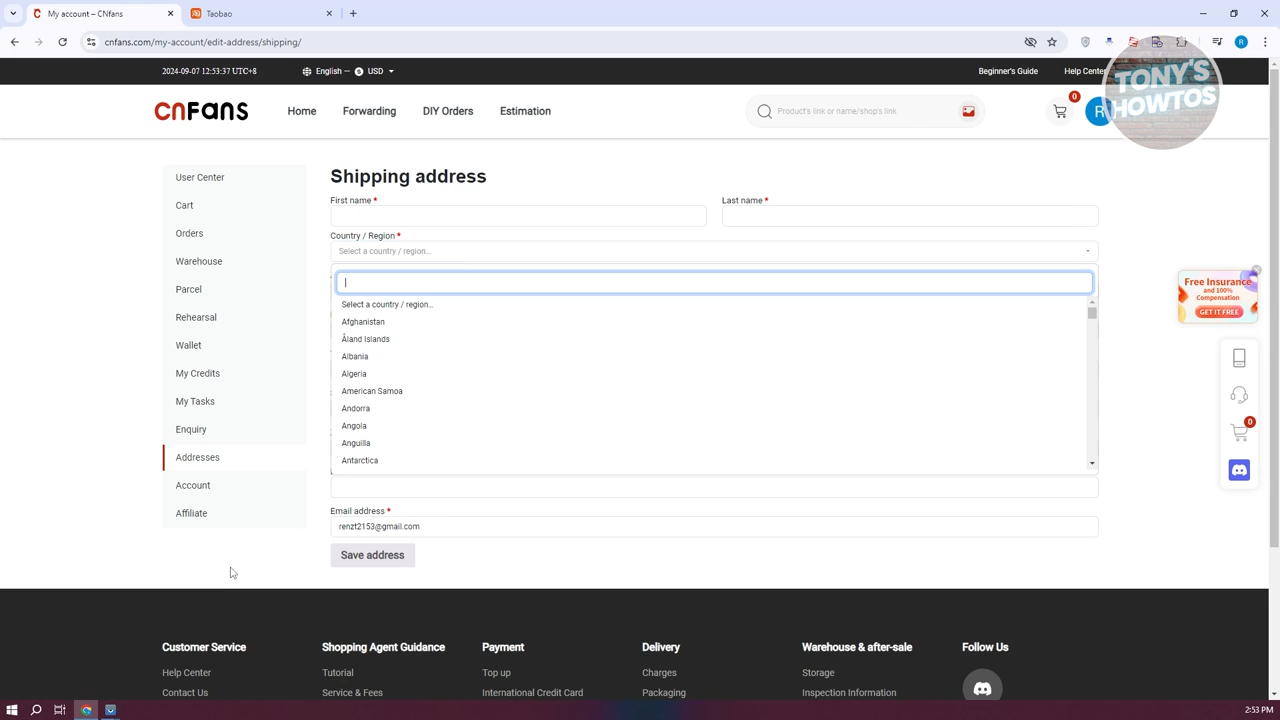 My account – CNfans
Taobao
cnfans.com/my-account/edit-address/shipping/
R
2024-09-07 12:53:37 UTC+8
English — $ USD
Beginner's Guide
Help Center
TONY'S
HOWTOS
cnFans
Home
Forwarding
DIY Orders
Estimation
Product's link or name/shop's link
0
R
User Center
Cart
Orders
Warehouse
Parcel
Rehearsal
Wallet
My Credits
My Tasks
Enquiry
Addresses
Account
Affiliate
Shipping address
First name *
Last name *
Country / Region *
Select a country / region...
Select a country / region...
Afghanistan
Åland Islands
Albania
Algeria
American Samoa
Andorra
Angola
Anguilla
Antarctica
Email address *
renzt2153@gmail.com
Save address
Free Insurance
and 100%
Compensation
GET IT FREE
0
Customer Service
Help Center
Contact Us
Shopping Agent Guidance
Tutorial
Service & Fees
Payment
Top up
International Credit Card
Delivery
Charges
Packaging
Warehouse & after-sale
Storage
Inspection Information
Follow Us
2:53 PM